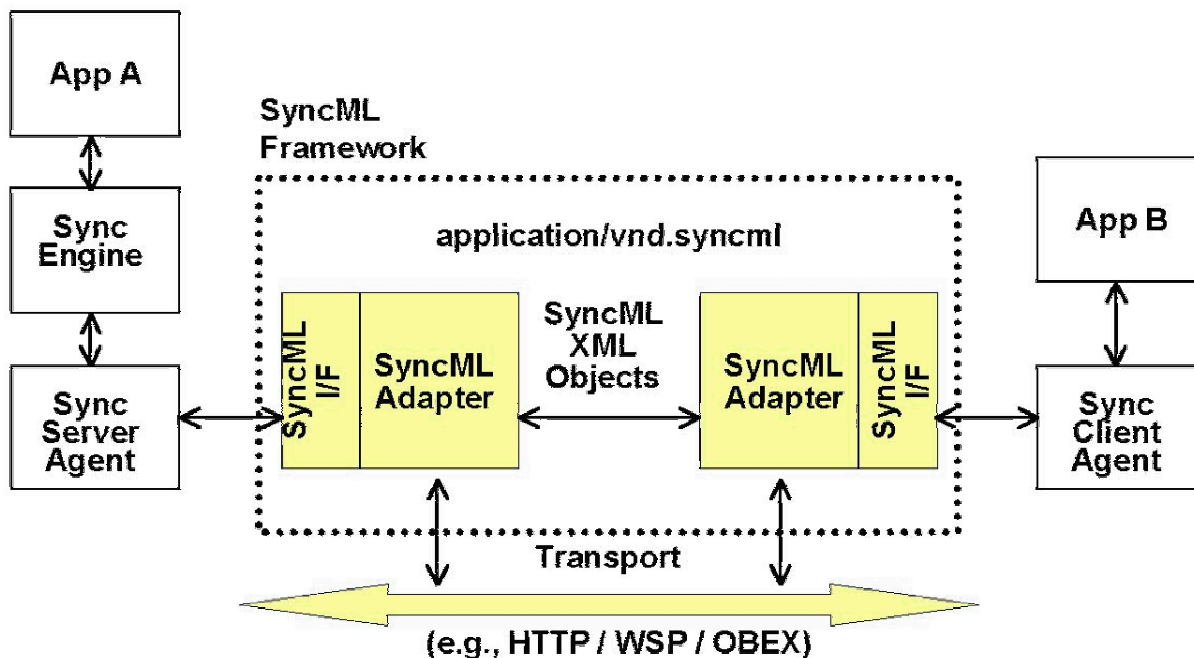 App A
SyncML
Framework
Sync
Engine
application/vnd.syncml
App B
SyncML
I/F
SyncML
Adapter
SyncML
XML
Objects
SyncML
Adapter
SyncML
I/F
Sync
Server
Agent
Sync
Client
Agent
Transport
(e.g., HTTP / WSP / OBEX)